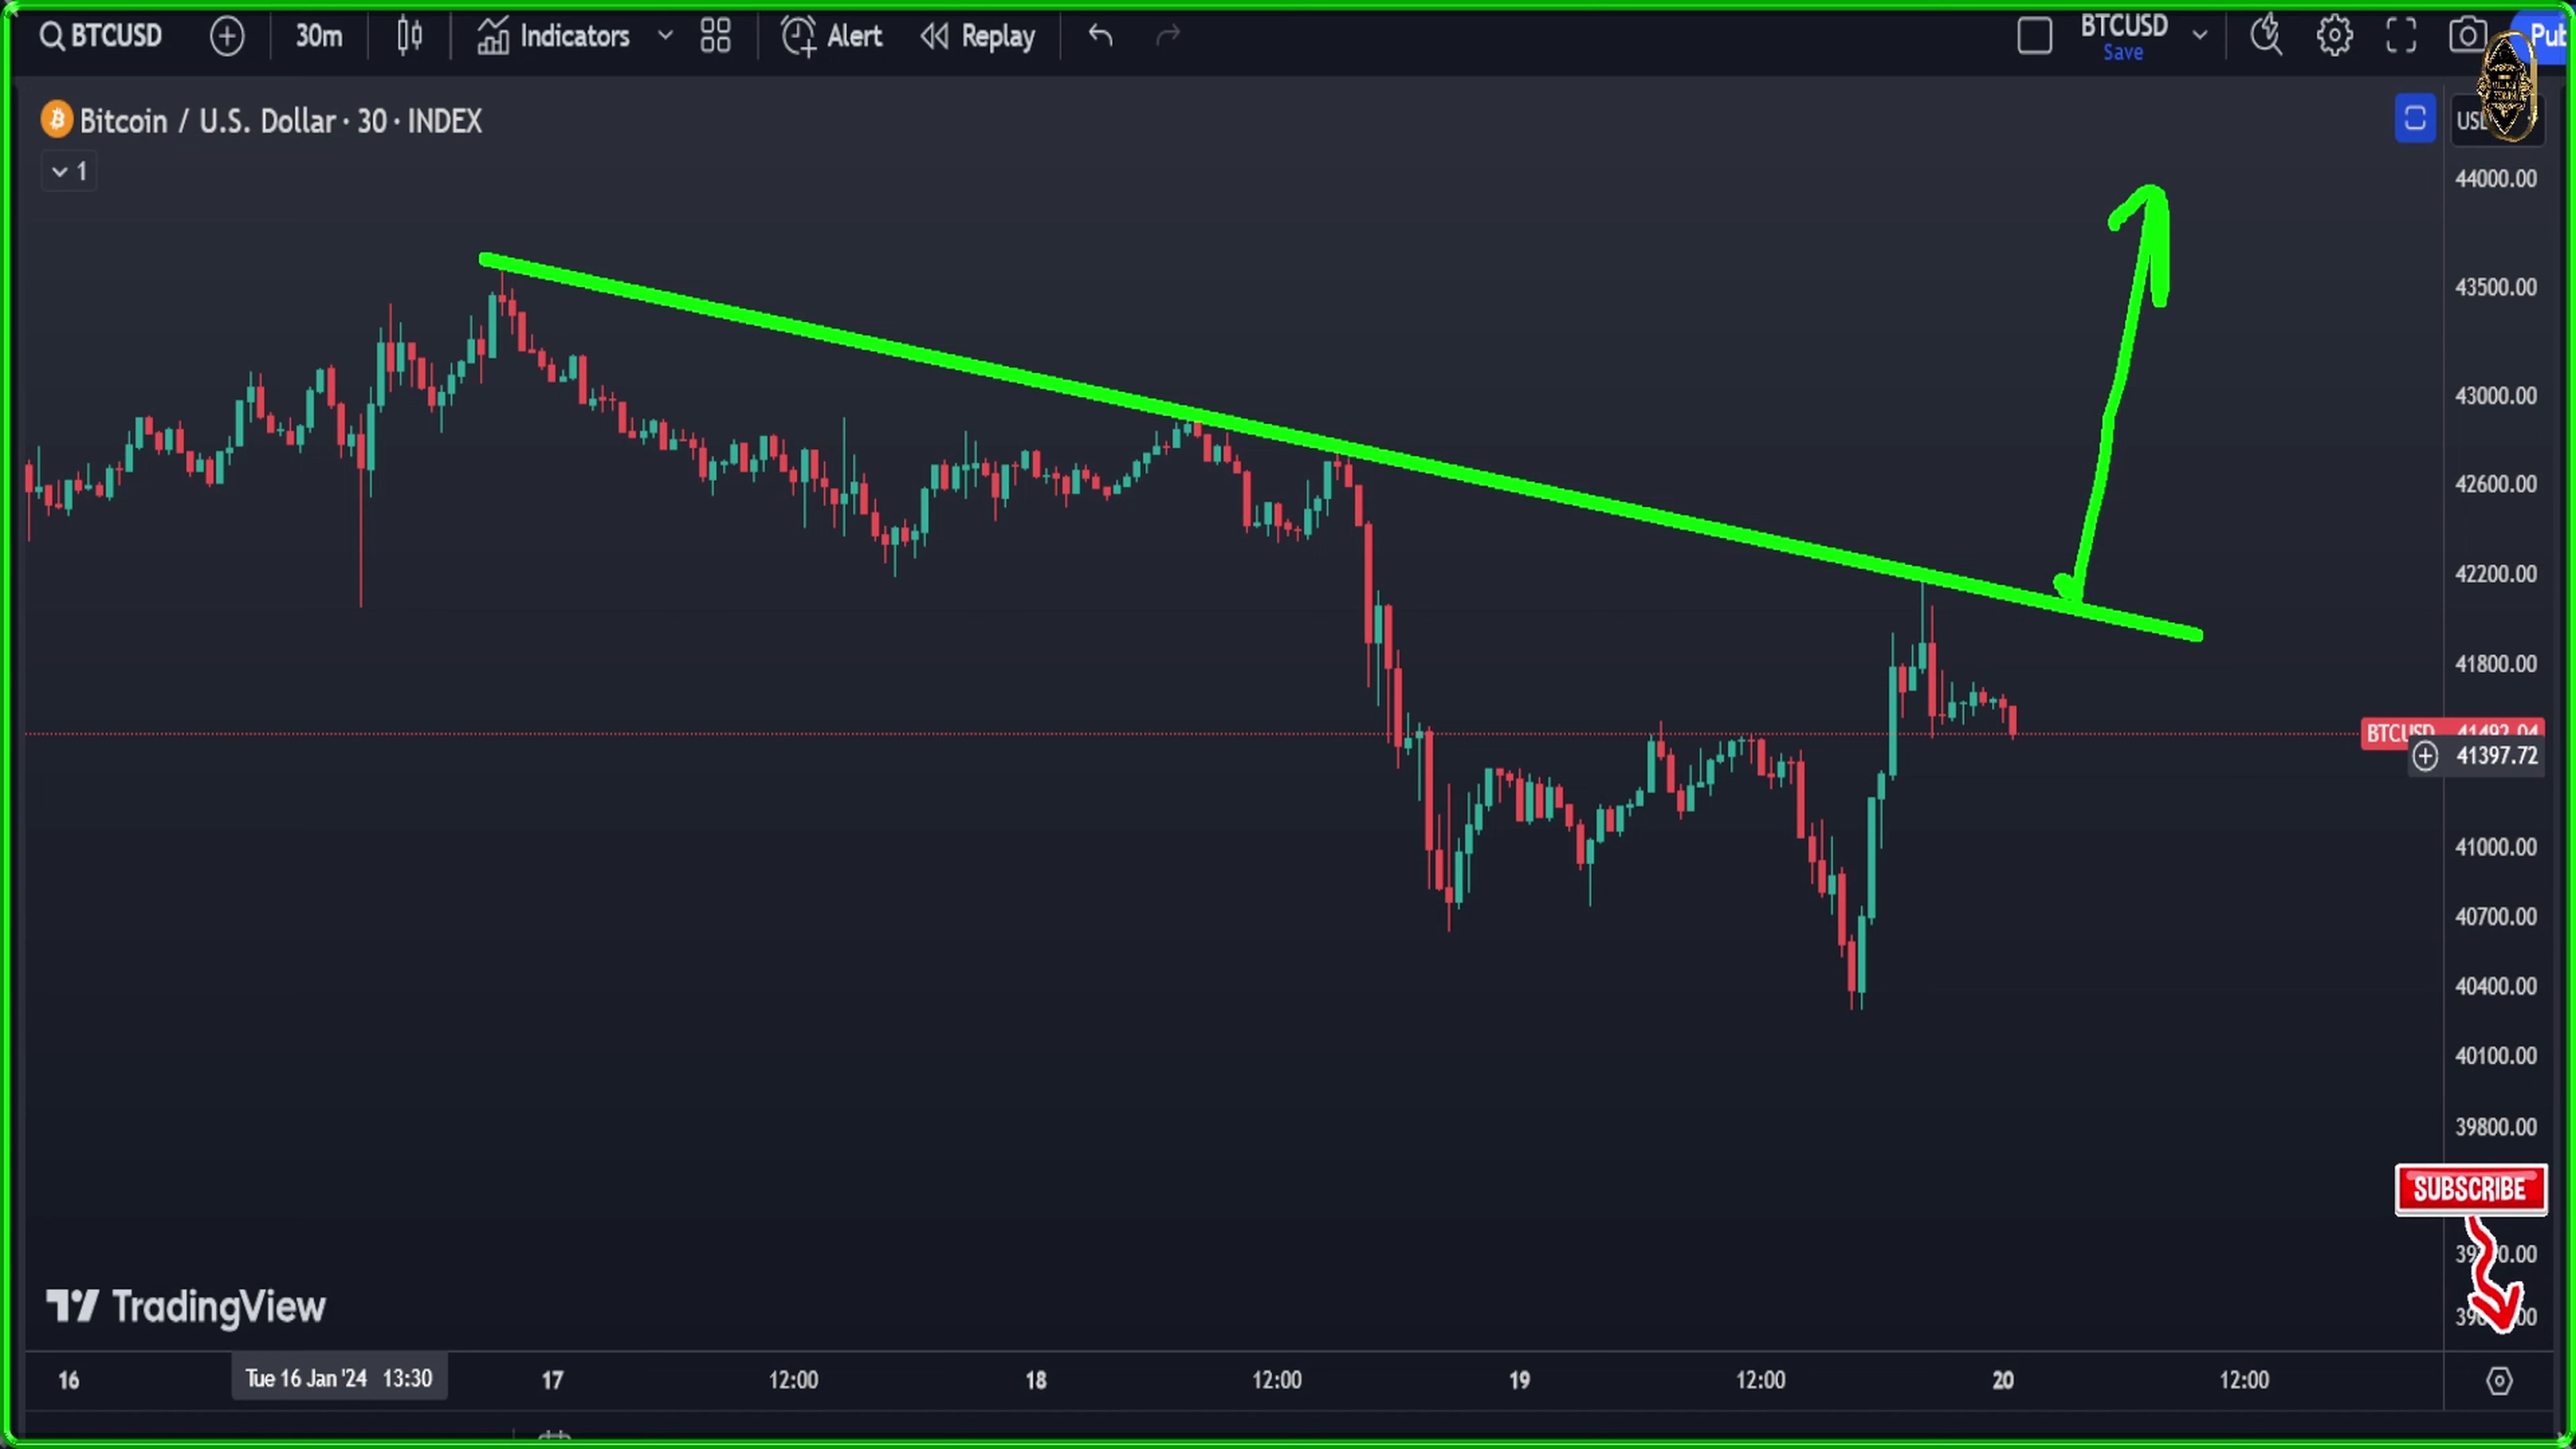 BTCUSD 30m Indicators Alert Replay BTCUSD
Save
Bitcoin / U.S. Dollar · 30 · INDEX
1
44000.00
43500.00
43000.00
42600.00
42200.00
41800.00
BTCUSD 41492.04
41397.72
41000.00
40700.00
40400.00
40100.00
39800.00
SUBSCRIBE
TradingView
16 Tue 16 Jan '24 13:30 17 12:00 18 12:00 19 12:00 20 12:00